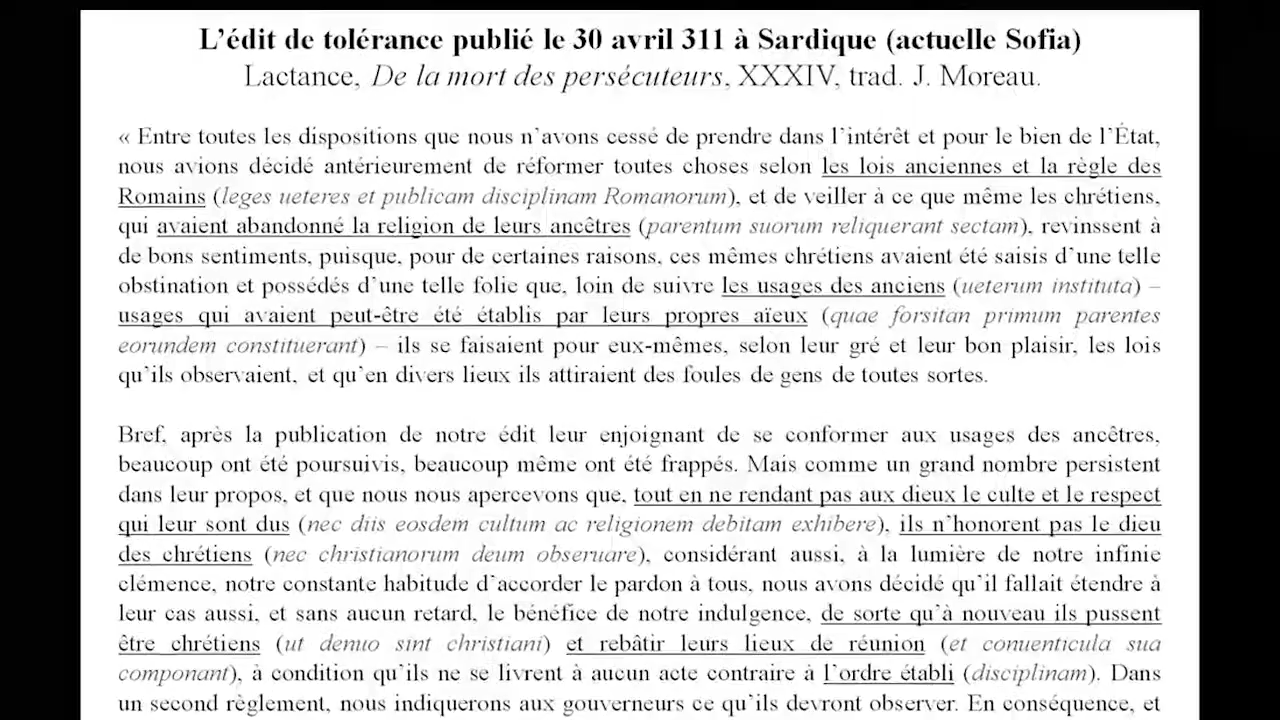 L’édit de tolérance publié le 30 avril 311 à Sardique (actuelle Sofia)
Lactance, De la mort des persécuteurs, XXXIV, trad. J. Moreau.
« Entre toutes les dispositions que nous n’avons cessé de prendre dans l’intérêt et pour le bien de l’État,
nous avions décidé antérieurement de réformer toutes choses selon les lois anciennes et la règle des
Romains (leges ueteres et publicam disciplinam Romanorum), et de veiller à ce que même les chrétiens,
qui avaient abandonné la religion de leurs ancêtres (parentum suorum reliquerant sectam), revinssent à
de bons sentiments, puisque, pour de certaines raisons, ces mêmes chrétiens avaient été saisis d’une telle
obstination et possédés d’une telle folie que, loin de suivre les usages des anciens (ueterum instituta) –
usages qui avaient peut-être été établis par leurs propres aïeux (quae forsitan primum parentes
eorundem constituerant) – ils se faisaient pour eux-mêmes, selon leur gré et leur bon plaisir, les lois
qu’ils observaient, et qu’en divers lieux ils attiraient des foules de gens de toutes sortes.
Bref, après la publication de notre édit leur enjoignant de se conformer aux usages des ancêtres,
beaucoup ont été poursuivis, beaucoup même ont été frappés. Mais comme un grand nombre persistent
dans leur propos, et que nous nous apercevons que, tout en ne rendant pas aux dieux le culte et le respect
qui leur sont dus (nec diis eosdem cultum ac religionem debitam exhibere), ils n’honorent pas le dieu
des chrétiens (nec christianorum deum obseruare), considérant aussi, à la lumière de notre infinie
clémence, notre constante habitude d’accorder le pardon à tous, nous avons décidé qu’il fallait étendre à
leur cas aussi, et sans aucun retard, le bénéfice de notre indulgence, de sorte qu’à nouveau ils pussent
être chrétiens (ut denuo sint christiani) et rebâtir leurs lieux de réunion (et conuenticula sua
componant), à condition qu’ils ne se livrent à aucun acte contraire à l’ordre établi (disciplinam). Dans
un second règlement, nous indiquerons aux gouverneurs ce qu’ils devront observer. En conséquence, et